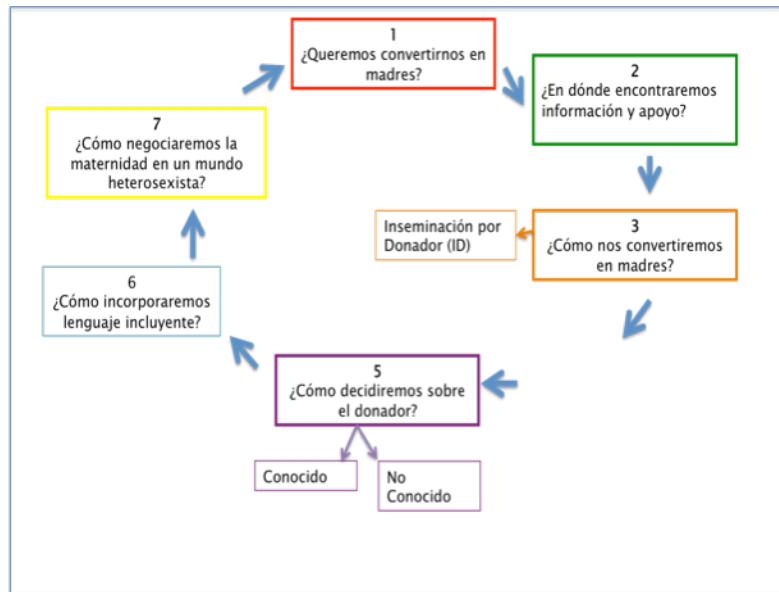 1
¿Queremos convertirnos en
madres?
2
¿En dónde encontraremos
información y apoyo?
3
¿Cómo nos convertiremos
en madres?
Inseminación por
Donador (ID)
5
¿Cómo decidiremos sobre
el donador?
Conocido
No
Conocido
6
¿Cómo incorporaremos
lenguaje incluyente?
7
¿Cómo negociaremos la
maternidad en un mundo
heterosexista?